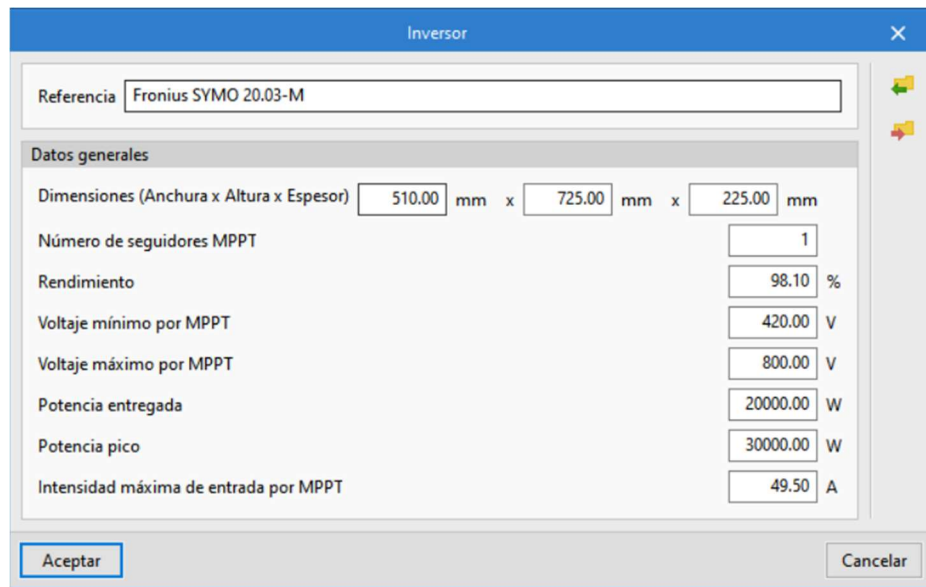 Inversor
Referencia Fronius SYMO 20.03-M
Datos generales
Dimensiones (Anchura x Altura x Espesor) 510.00 mm x 725.00 mm x 225.00 mm
Número de seguidores MPPT 1
Rendimiento 98.10 %
Voltaje mínimo por MPPT 420.00 V
Voltaje máximo por MPPT 800.00 V
Potencia entregada 20000.00 W
Potencia pico 30000.00 W
Intensidad máxima de entrada por MPPT 49.50 A
Aceptar Cancelar